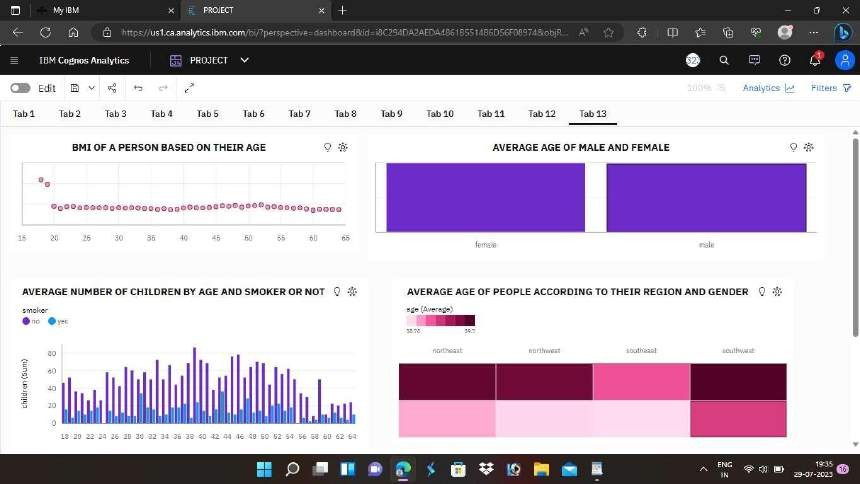 My IBM
PROJECT
https://us1.ca.analytics.ibm.com/bi/?perspective=dashboard&id=i8C294DA2AEDA4861B551486D56F08974&objR...
IBM Cognos Analytics
PROJECT
323
1
Edit
100%
Analytics
Filters
Tab 1
Tab 2
Tab 3
Tab 4
Tab 5
Tab 6
Tab 7
Tab 8
Tab 9
Tab 10
Tab 11
Tab 12
Tab 13
BMI OF A PERSON BASED ON THEIR AGE
15 20 25 30 35 40 45 50 55 60 65
AVERAGE AGE OF MALE AND FEMALE
female
male
AVERAGE NUMBER OF CHILDREN BY AGE AND SMOKER OR NOT
smoker
no yes
children (Sum)
80
60
40
20
0
18 20 22 24 26 28 30 32 34 36 38 40 42 44 46 48 50 52 54 56 58 60 62 64
AVERAGE AGE OF PEOPLE ACCORDING TO THEIR REGION AND GENDER
age (Average)
northeast northwest southeast southwest
ENG
IN
19:35
29-07-2023
16